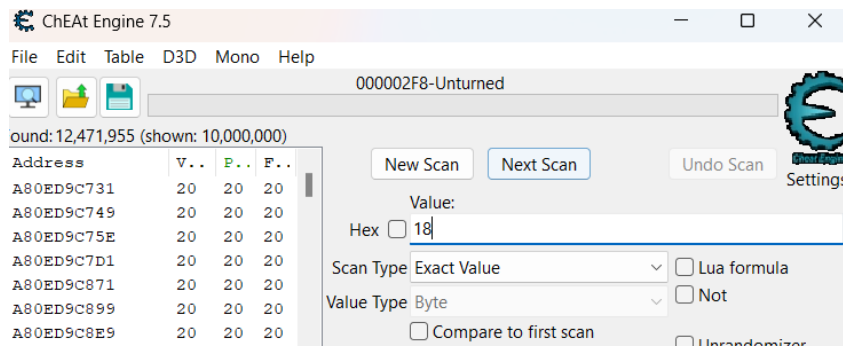 ChEAt Engine 7.5
File Edit Table D3D Mono Help
000002F8-Unturned
ound: 12,471,955 (shown: 10,000,000)
Address V.. P.. F..
A80ED9C731 20 20 20
A80ED9C749 20 20 20
A80ED9C75E 20 20 20
A80ED9C7D1 20 20 20
A80ED9C871 20 20 20
A80ED9C899 20 20 20
A80ED9C8E9 20 20 20
New Scan Next Scan Undo Scan
Cheat Engin
Settings
Value:
Hex 18
Scan Type Exact Value Lua formula
Value Type Byte Not
Compare to first scan
Unrandomizer